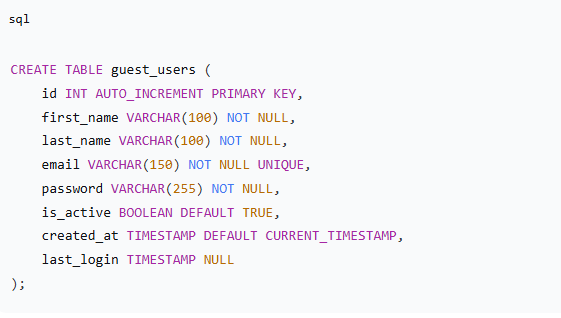 sql
CREATE TABLE guest_users (
    id INT AUTO_INCREMENT PRIMARY KEY,
    first_name VARCHAR(100) NOT NULL,
    last_name VARCHAR(100) NOT NULL,
    email VARCHAR(150) NOT NULL UNIQUE,
    password VARCHAR(255) NOT NULL,
    is_active BOOLEAN DEFAULT TRUE,
    created_at TIMESTAMP DEFAULT CURRENT_TIMESTAMP,
    last_login TIMESTAMP NULL
);